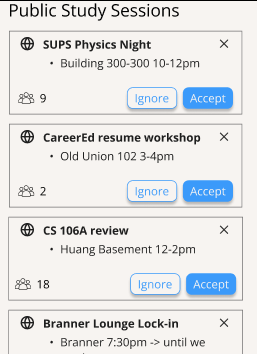 Public Study Sessions
SUPS Physics Night
• Building 300-300 10-12pm
9
Ignore
Accept
CareerEd resume workshop
• Old Union 102 3-4pm
2
Ignore
Accept
CS 106A review
• Huang Basement 12-2pm
18
Ignore
Accept
Branner Lounge Lock-in
• Branner 7:30pm -> until we